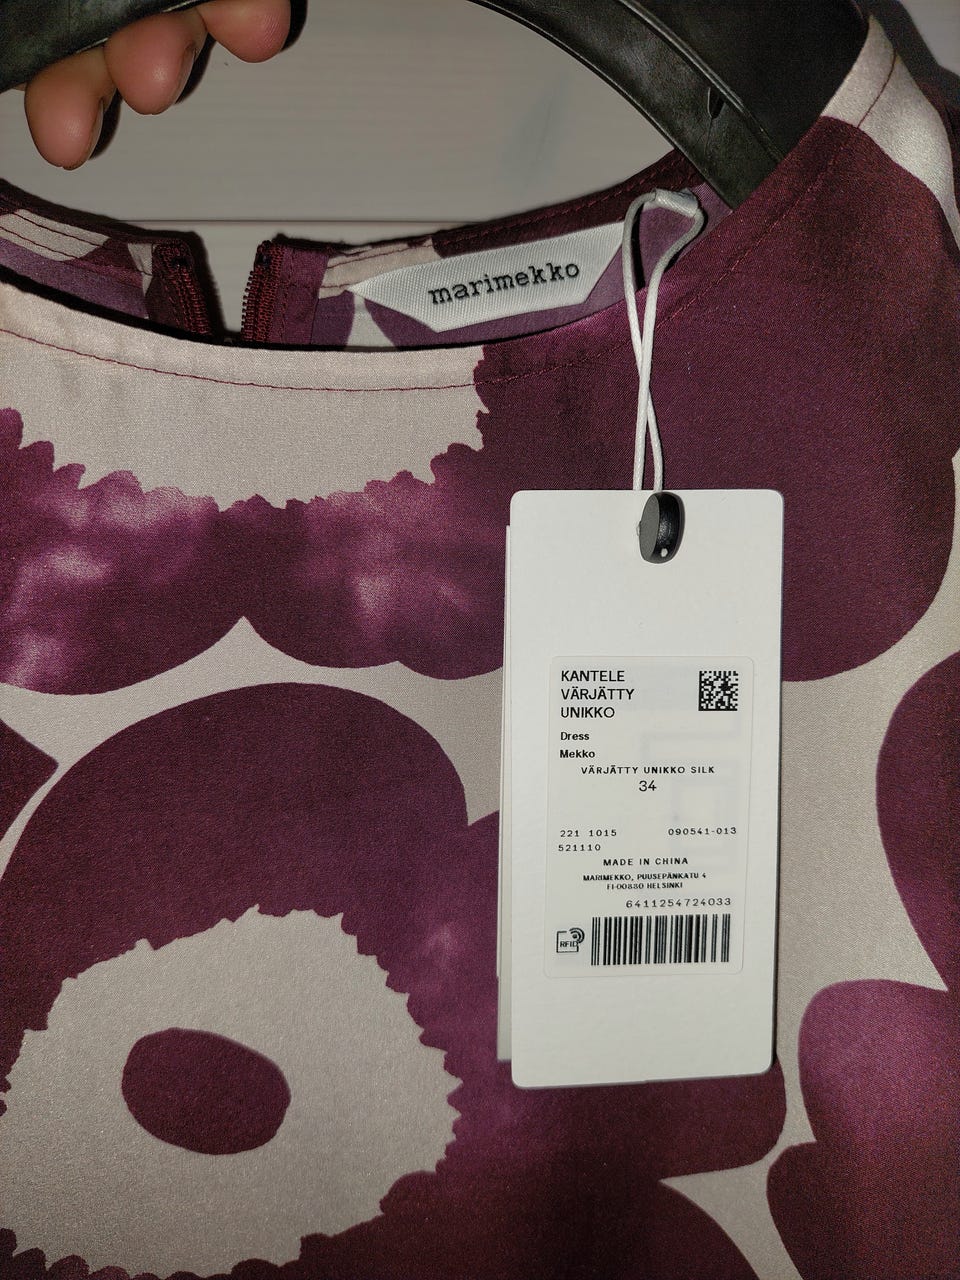 marimekko
KANTELE
VÄRJÄTTY
UNIKKO
Dress
Mekko
VÄRJÄTTY UNIKKO SILK
34
221 1015 090541-013
521110
MADE IN CHINA
MARIMEKKO, PUUSEPÄNKATU 4
FI-00880 HELSINKI
6411254724033
RFID